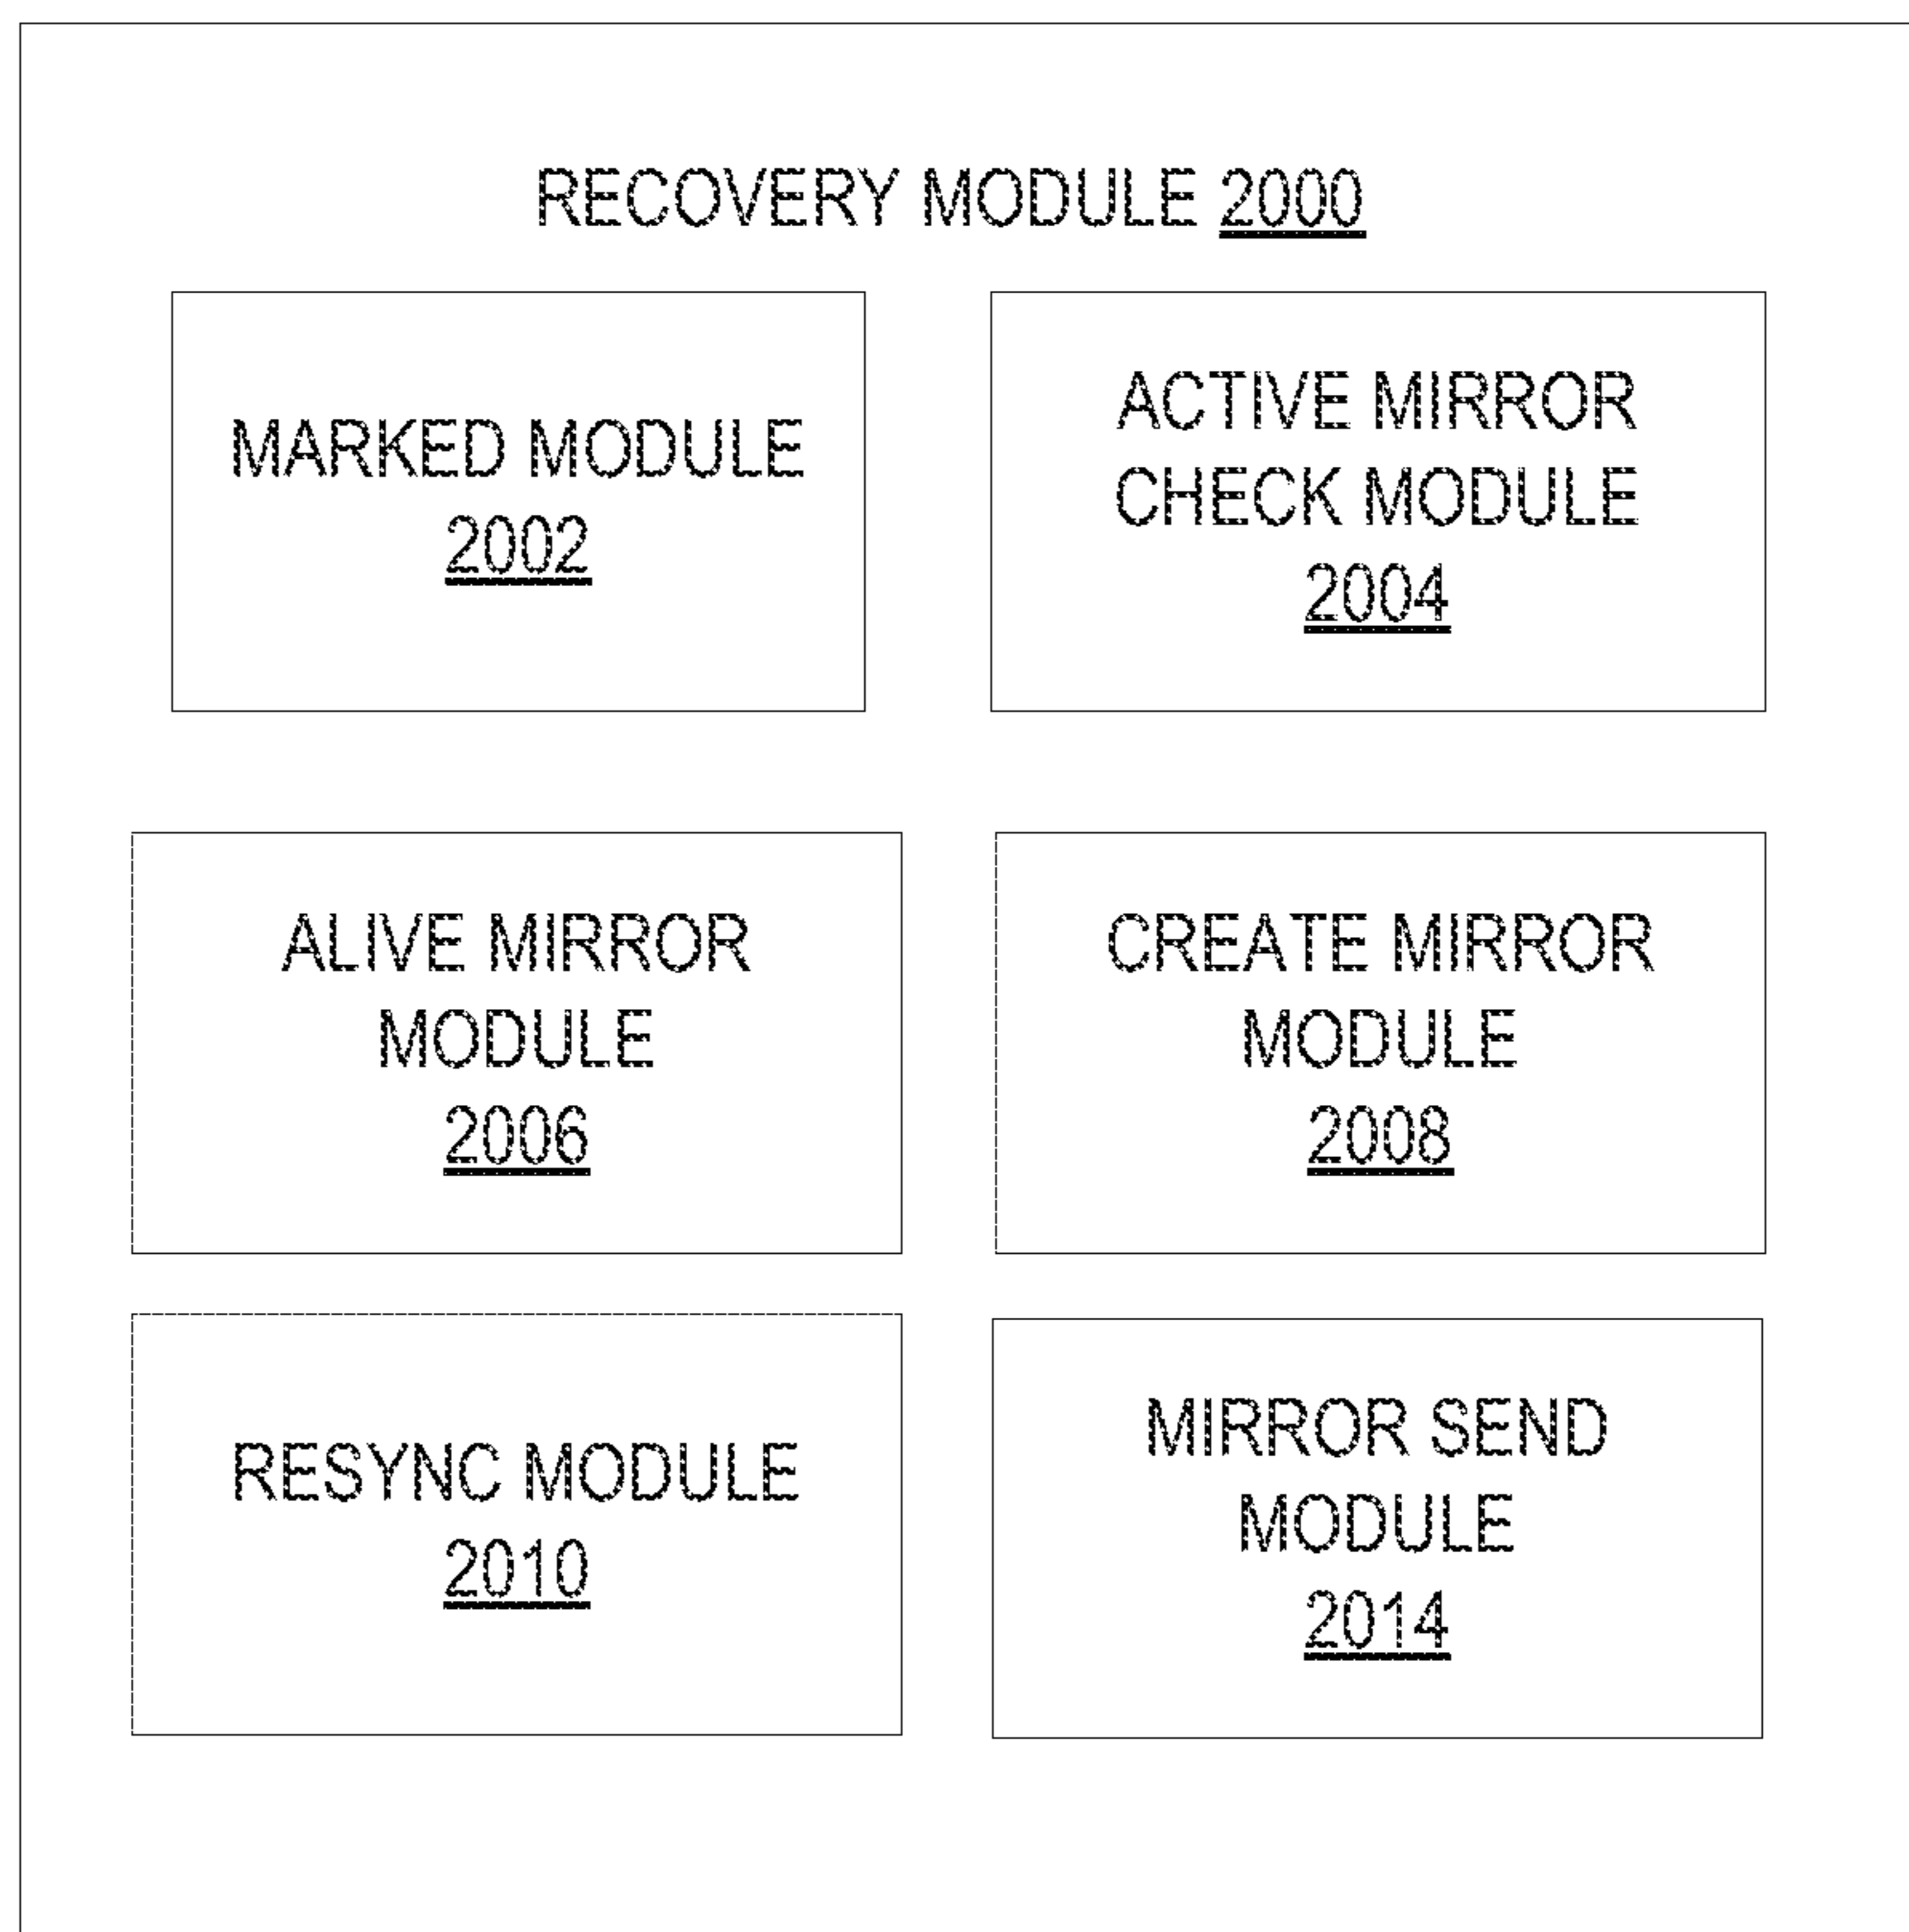 RECOVERY MODULE 2000
MARKED MODULE
2002
ACTIVE MIRROR
CHECK MODULE
2004
ALIVE MIRROR
MODULE
2006
CREATE MIRROR
MODULE
2008
RESYNC MODULE
2010
MIRROR SEND
MODULE
2014